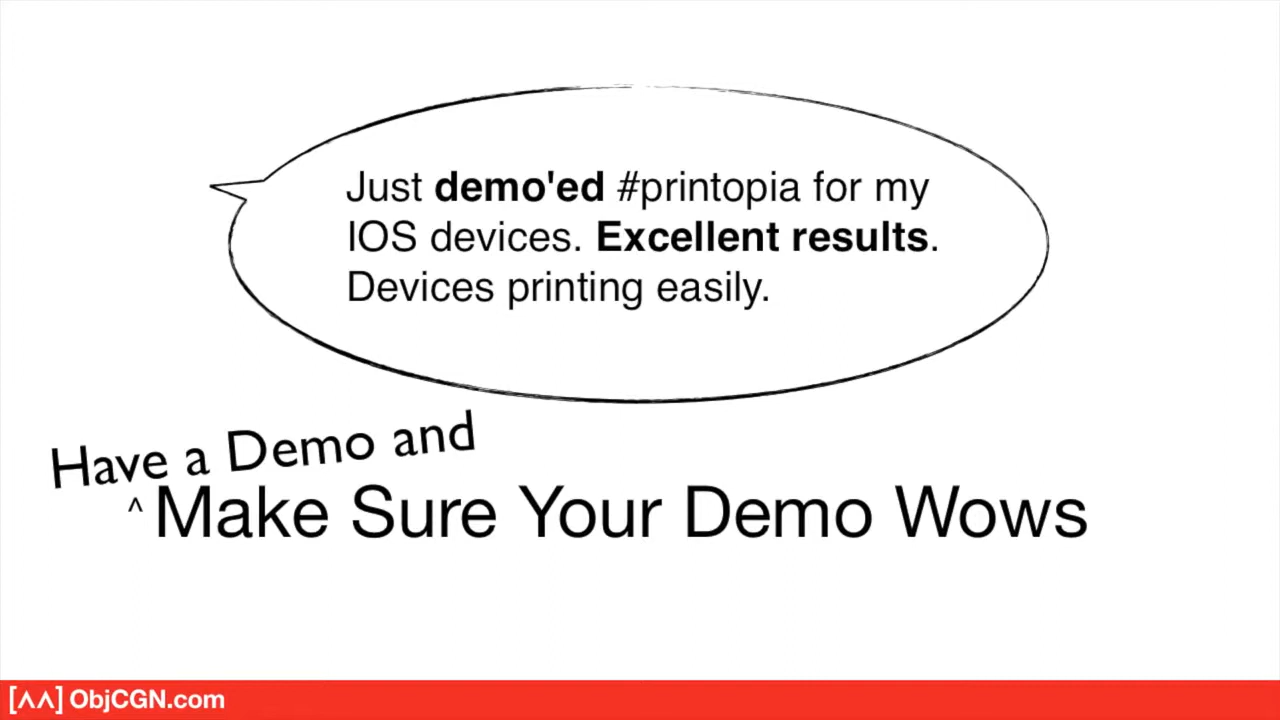 Just demo'ed #printopia for my
IOS devices. Excellent results.
Devices printing easily.
Have a Demo and
^ Make Sure Your Demo Wows
[ʌʌ] ObjCGN.com